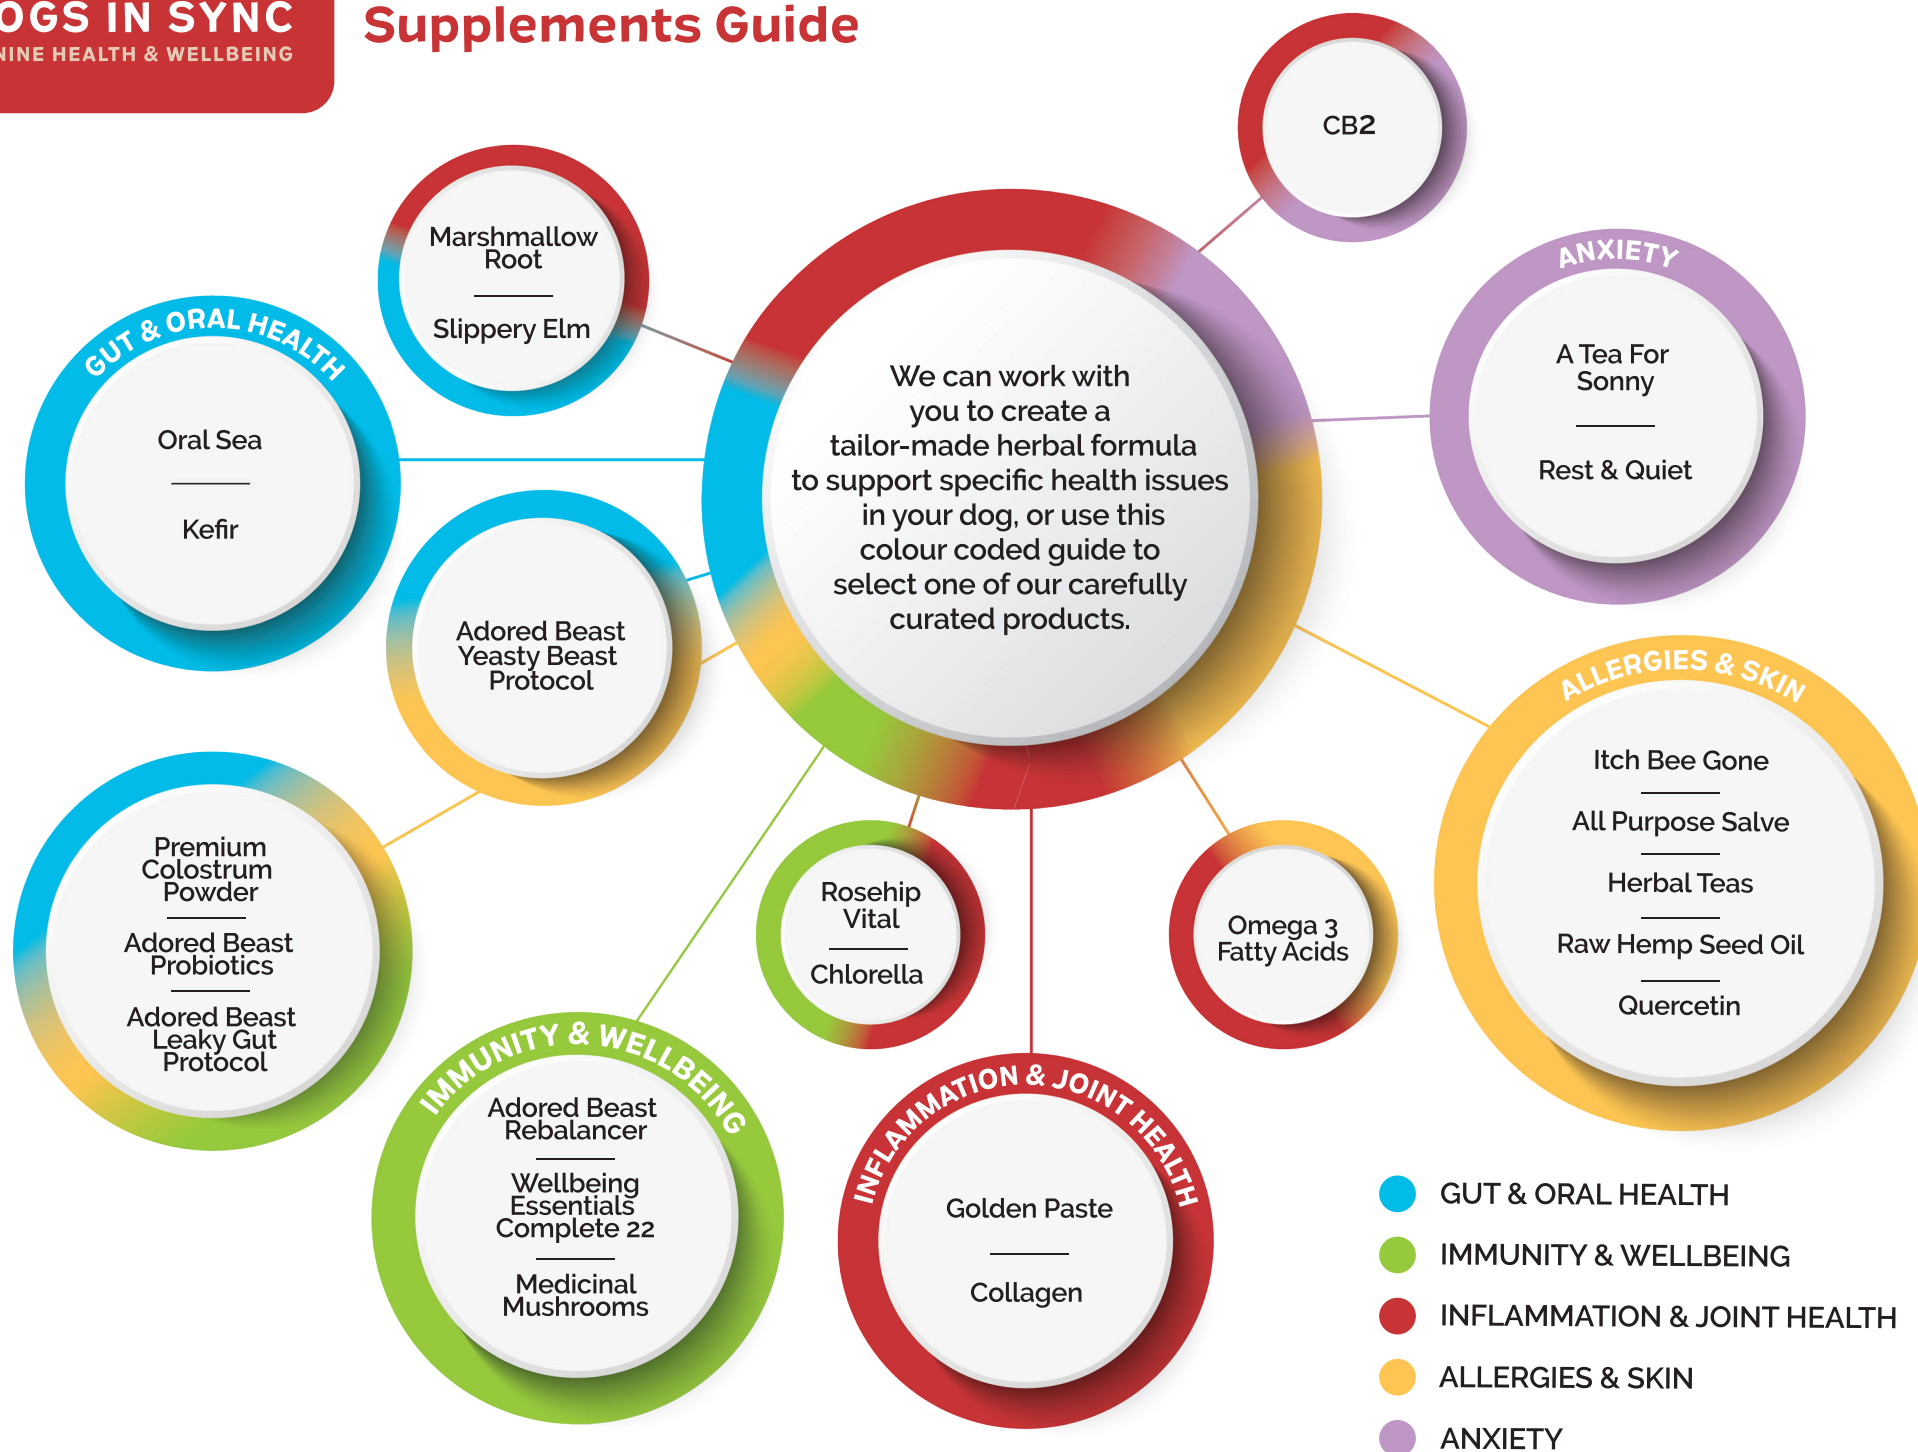 OGS IN SYNC
NINE HEALTH & WELLBEING
Supplements Guide
CB2
Marshmallow
Root
Slippery Elm
ANXIETY
A Tea For
Sonny
Rest & Quiet
GUT & ORAL HEALTH
Oral Sea
Kefir
We can work with
you to create a
tailor-made herbal formula
to support specific health issues
in your dog, or use this
colour coded guide to
select one of our carefully
curated products.
Adored Beast
Yeasty Beast
Protocol
ALLERGIES & SKIN
Itch Bee Gone
All Purpose Salve
Herbal Teas
Raw Hemp Seed Oil
Quercetin
Premium
Colostrum
Powder
Adored Beast
Probiotics
Adored Beast
Leaky Gut
Protocol
Rosehip
Vital
Chlorella
Omega 3
Fatty Acids
IMMUNITY & WELLBEING
Adored Beast
Rebalancer
Wellbeing
Essentials
Complete 22
Medicinal
Mushrooms
INFLAMMATION & JOINT HEALTH
Golden Paste
Collagen
GUT & ORAL HEALTH
IMMUNITY & WELLBEING
INFLAMMATION & JOINT HEALTH
ALLERGIES & SKIN
ANXIETY